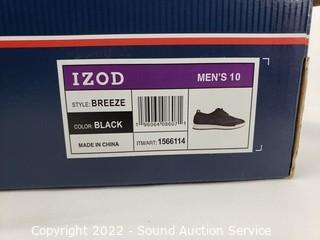 IZOD MEN'S 10
STYLE: BREEZE
COLOR: BLACK
MADE IN CHINA
ITM/ART: 1566114
Copyright 2022 - Sound Auction Service